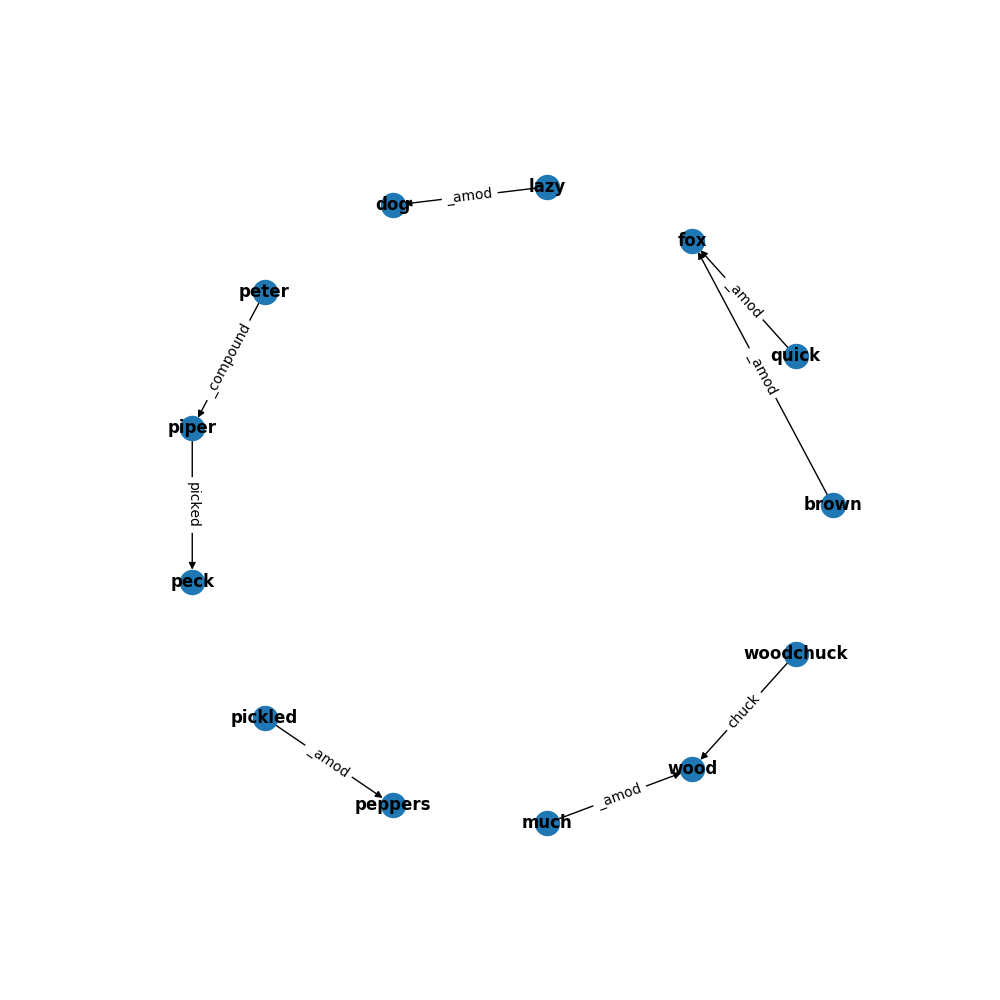 lazy
_amod
dog
fox
peter
_amod
_compound
quick
_amod
piper
picked
brown
peck
woodchuck
pickled
chuck
_amod
wood
_amod
peppers
much